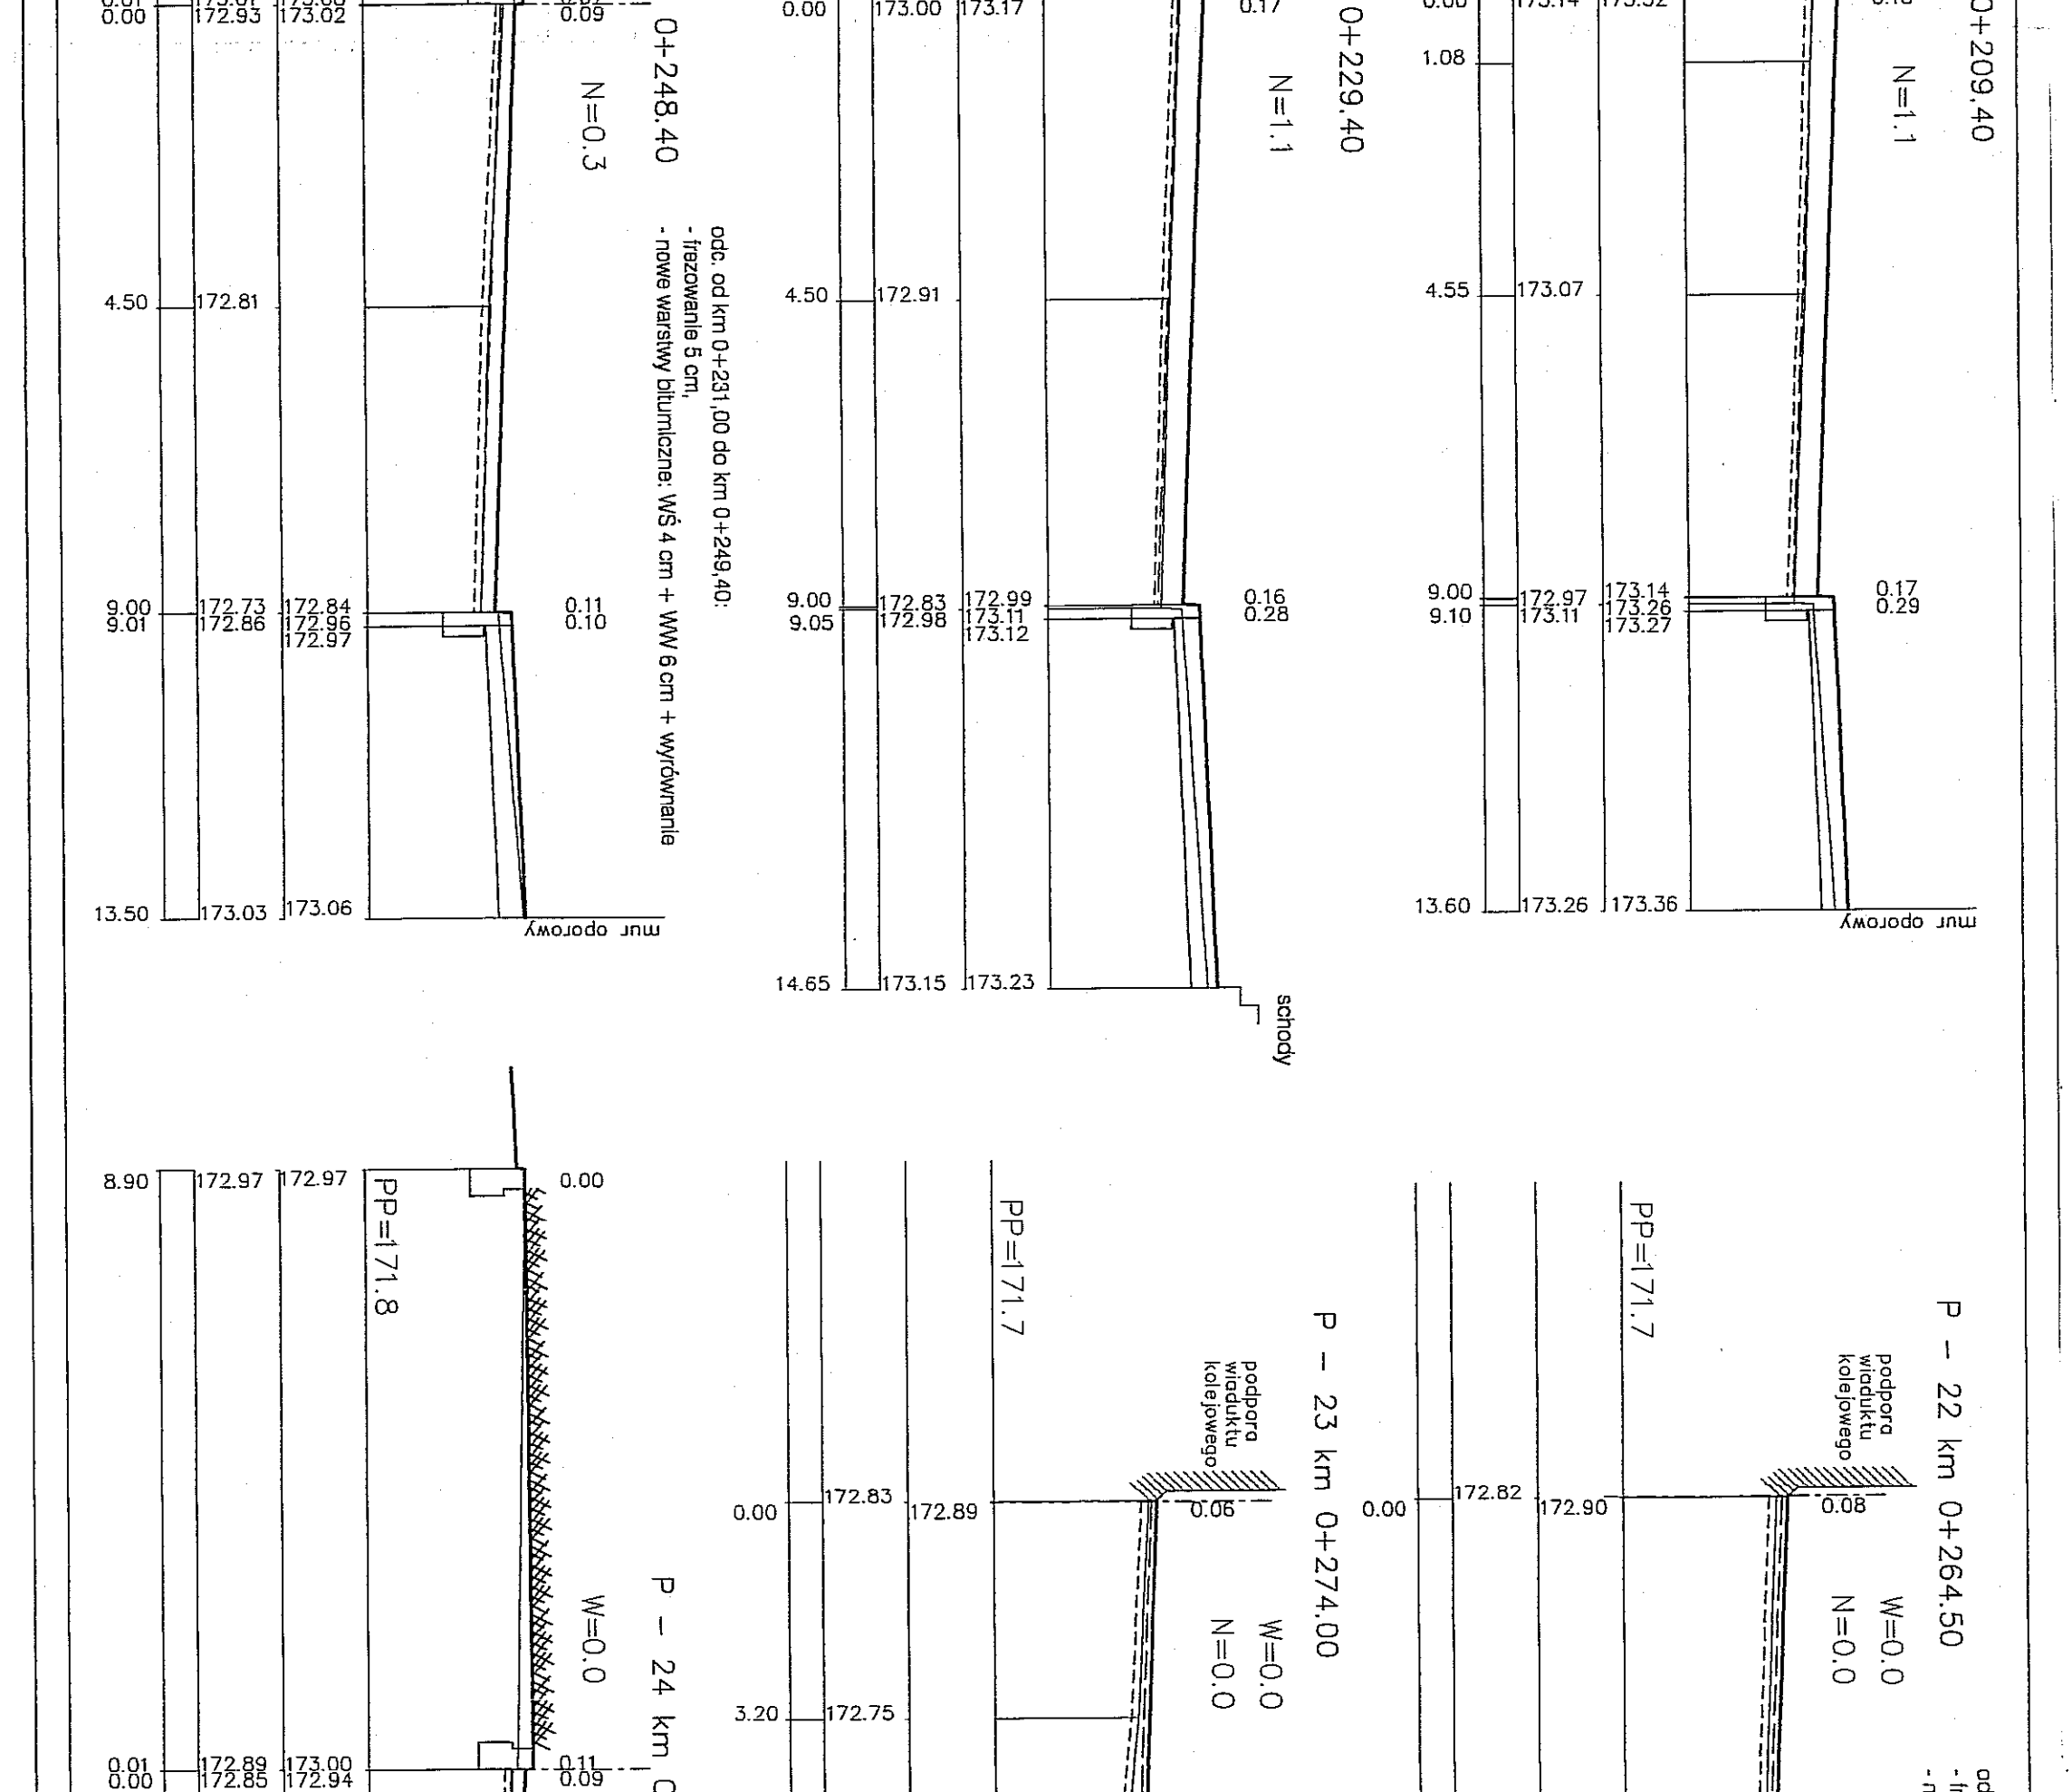 0+248.40
N=0.3
172.93
173.02
0.00
0.09
4.50
172.81
9.00
172.73
172.84
0.11
9.01
172.86
172.96
0.10
172.97
13.50
173.03
173.06
mur oporowy
odc. od km 0+231,00 do km 0+249,40:
- frezowanie 5 cm,
- nowe warstwy bitumiczne: WŚ 4 cm + WW 6 cm + wyrównanie
0+229.40
N=1.1
0.00
173.00
173.17
0.17
4.50
172.91
9.00
172.83
172.99
0.16
9.05
172.98
173.11
0.28
173.12
14.65
173.15
173.23
schody
0+209.40
N=1.1
1.08
4.55
173.07
9.00
172.97
173.14
0.17
9.10
173.11
173.26
0.29
173.27
13.60
173.26
173.36
mur oporowy
8.90
172.97
172.97
0.00
PP=171.8
P - 24 km
W=0.0
0.01
172.89
173.00
0.11
0.00
172.85
172.94
0.09
PP=171.7
P - 23 km 0+274.00
podpora
wiaduktu
kolejowego
W=0.0
N=0.0
0.00
172.83
172.89
0.06
3.20
172.75
PP=171.7
P - 22 km 0+264.50
podpora
wiaduktu
kolejowego
W=0.0
N=0.0
0.00
172.82
172.90
0.08